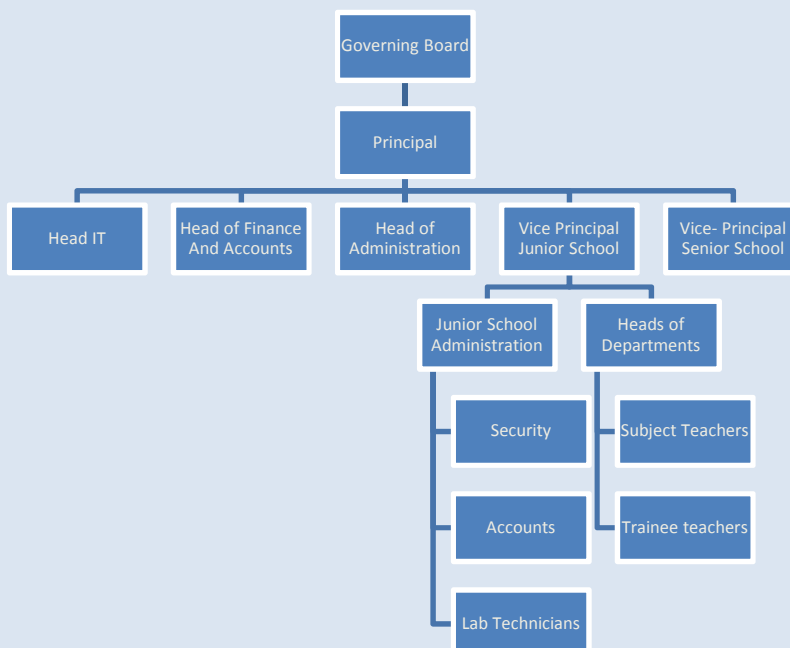 Governing Board
Principal
Head IT
Head of Finance
And Accounts
Head of
Administration
Vice Principal
Junior School
Vice- Principal
Senior School
Junior School
Administration
Heads of
Departments
Security
Subject Teachers
Accounts
Trainee teachers
Lab Technicians